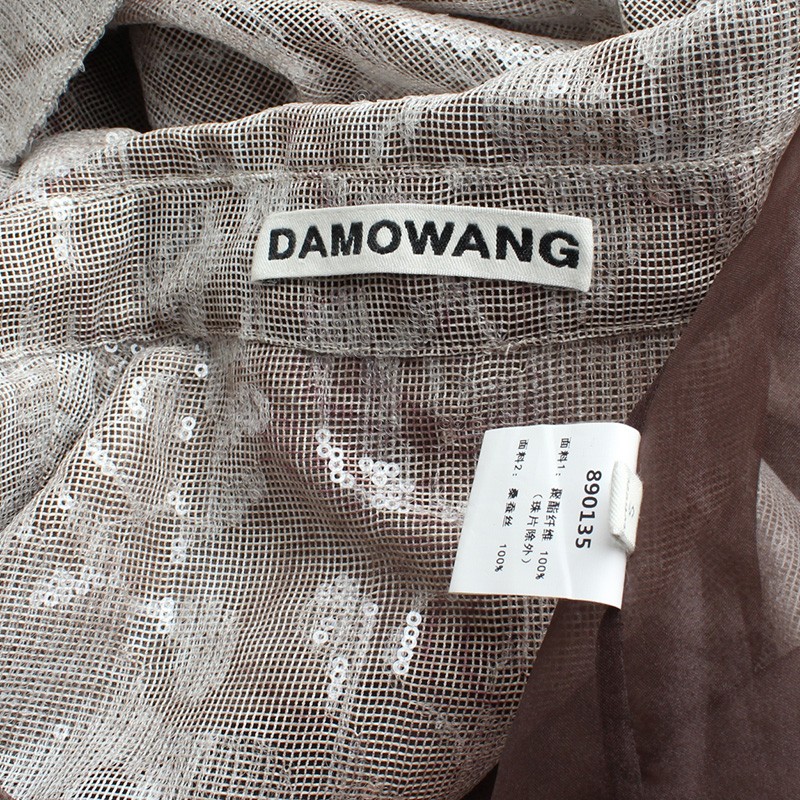 DAMOWANG
890135
面料1: 聚酯纤维 100%
(珠片除外)
面料2: 桑蚕丝 100%